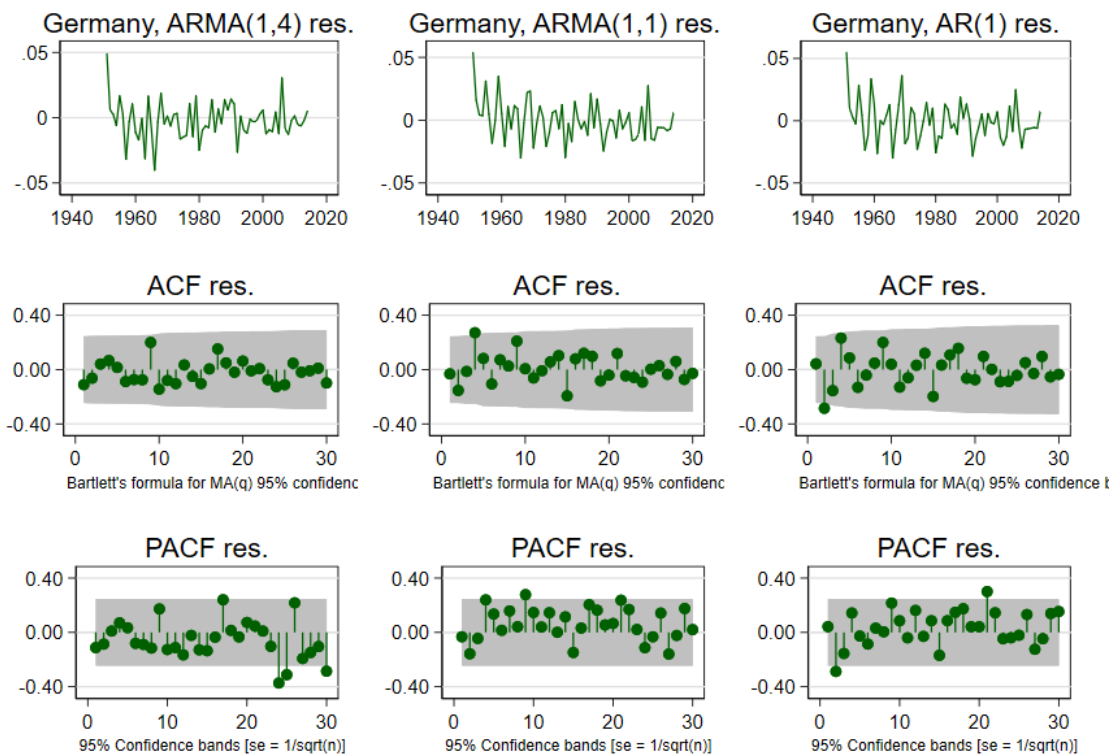 Germany, ARMA(1,4) res. Germany, ARMA(1,1) res. Germany, AR(1) res.
.05 .05 .05
0 0 0
-.05 -.05 -.05
1940 1960 1980 2000 2020 1940 1960 1980 2000 2020 1940 1960 1980 2000 2020
ACF res. ACF res. ACF res.
0.40 0.40 0.40
0.00 0.00 0.00
-0.40 -0.40 -0.40
0 10 20 30 0 10 20 30 0 10 20 30
Bartlett's formula for MA(q) 95% confidenc Bartlett's formula for MA(q) 95% confidenc Bartlett's formula for MA(q) 95% confidence b
PACF res. PACF res. PACF res.
0.40 0.40 0.40
0.00 0.00 0.00
-0.40 -0.40 -0.40
0 10 20 30 0 10 20 30 0 10 20 30
95% Confidence bands [se = 1/sqrt(n)] 95% Confidence bands [se = 1/sqrt(n)] 95% Confidence bands [se = 1/sqrt(n)]